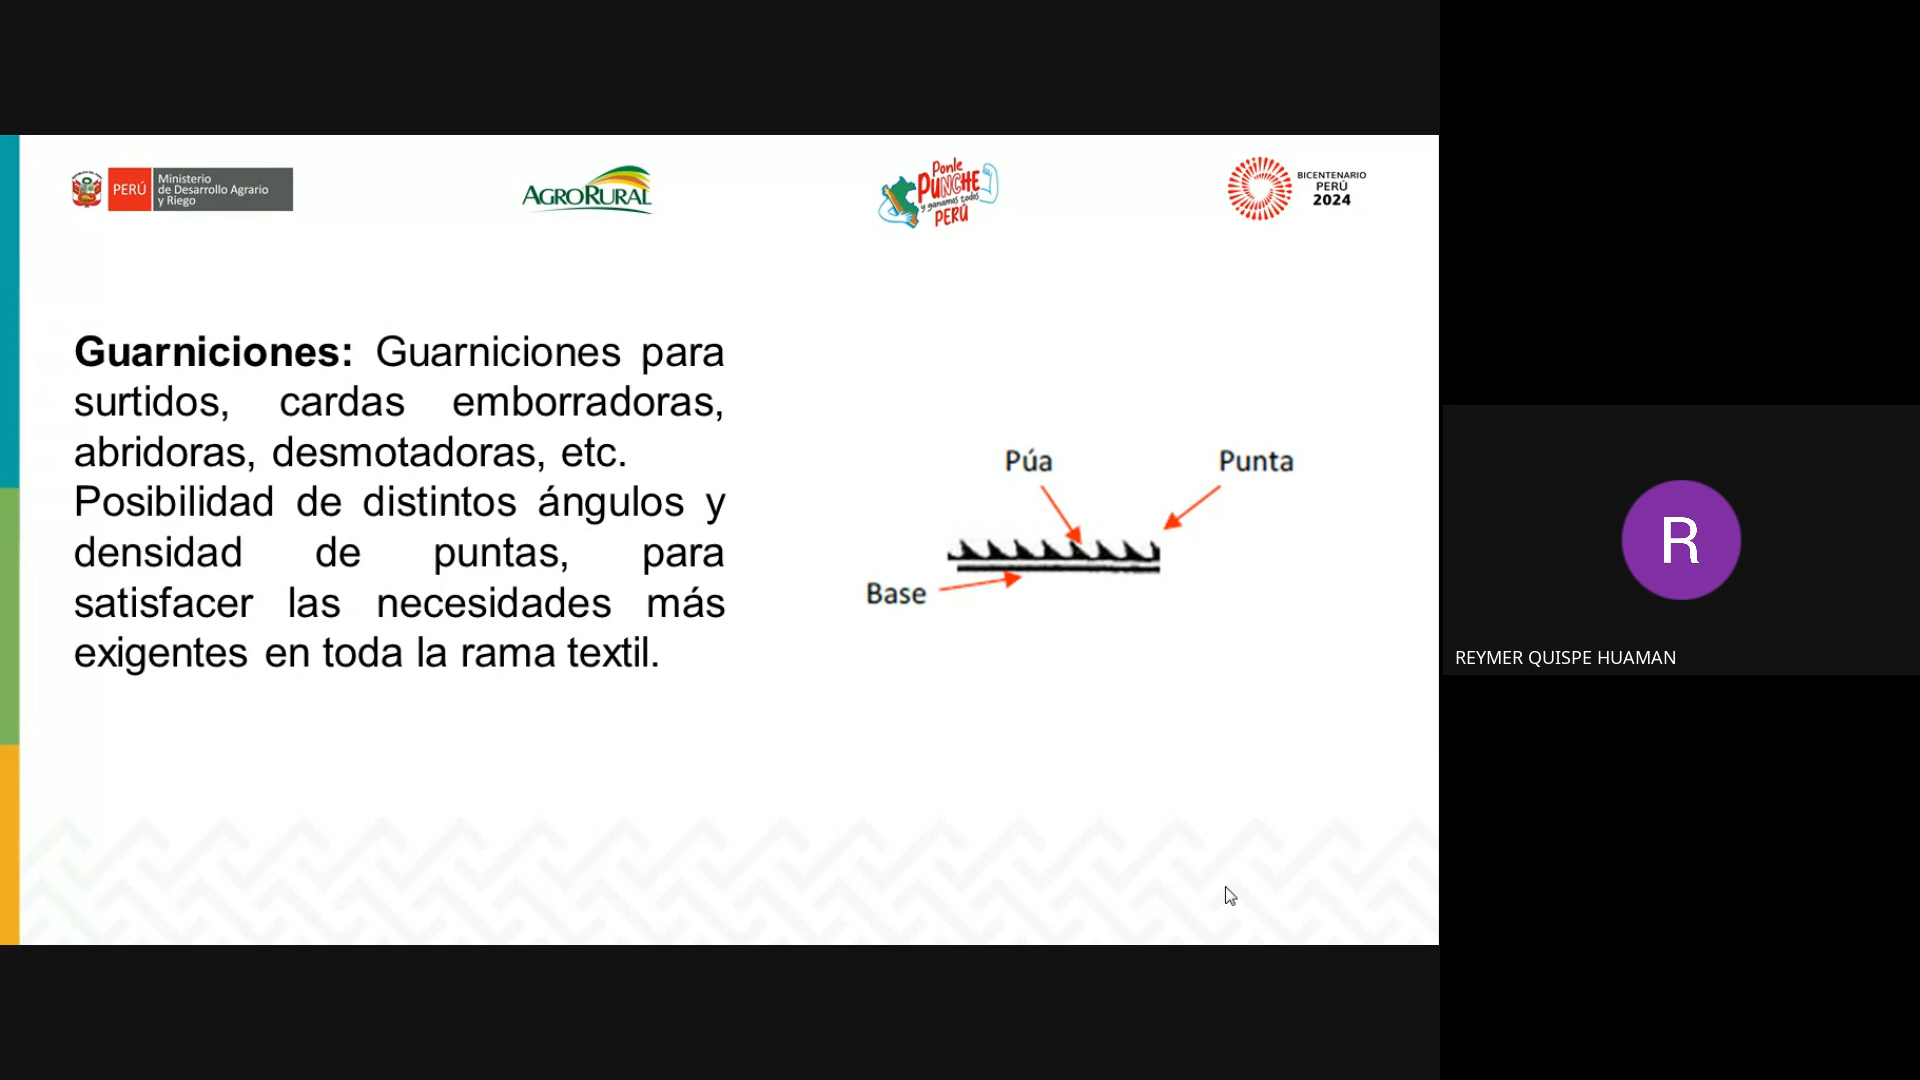 PERÚ
Ministerio
de Desarrollo Agrario
y Riego
AGRORURAL
Ponle
PUNCHE
y ganamos todos
PERÚ
BICENTENARIO
PERÚ
2024
Guarniciones: Guarniciones para
surtidos, cardas emborradoras,
abridoras, desmotadoras, etc.
Posibilidad de distintos ángulos y
densidad de puntas, para
satisfacer las necesidades más
exigentes en toda la rama textil.
Púa
Punta
Base
R
REYMER QUISPE HUAMAN